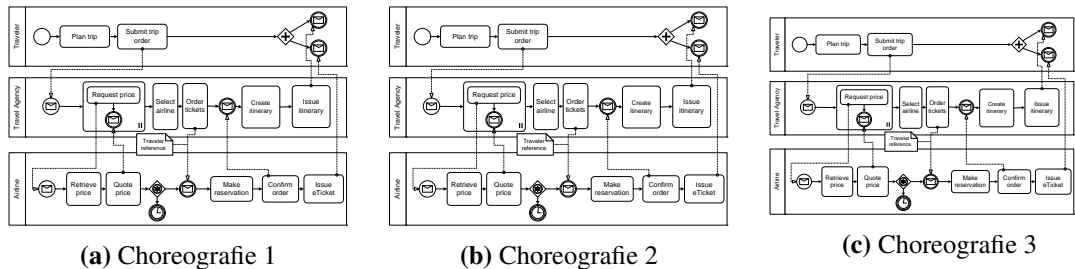 Traveler
Plan trip
Submit trip
order
Travel Agency
Request price
Select
airline
Order
tickets
Create
itinerary
Issue
itinerary
Traveler
reference
Airline
Retrieve
price
Quote
price
Make
reservation
Confirm
order
Issue
eTicket
(a) Choreografie 1
Traveler
Plan trip
Submit trip
order
Travel Agency
Request price
Select
airline
Order
tickets
Create
itinerary
Issue
itinerary
Traveler
reference
Airline
Retrieve
price
Quote
price
Make
reservation
Confirm
order
Issue
eTicket
(b) Choreografie 2
Traveler
Plan trip
Submit trip
order
Travel Agency
Request price
Select
airline
Order
tickets
Create
itinerary
Issue
itinerary
Traveler
reference
Airline
Retrieve
price
Quote
price
Make
reservation
Confirm
order
Issue
eTicket
(c) Choreografie 3